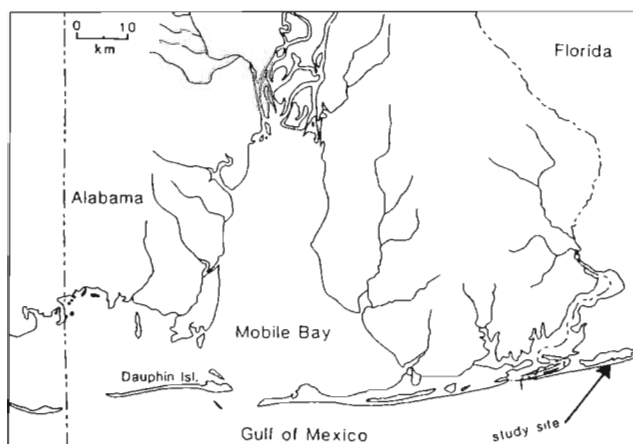 0 10
km
Florida
Alabama
Mobile Bay
Dauphin Isl.
study site
Gulf of Mexico